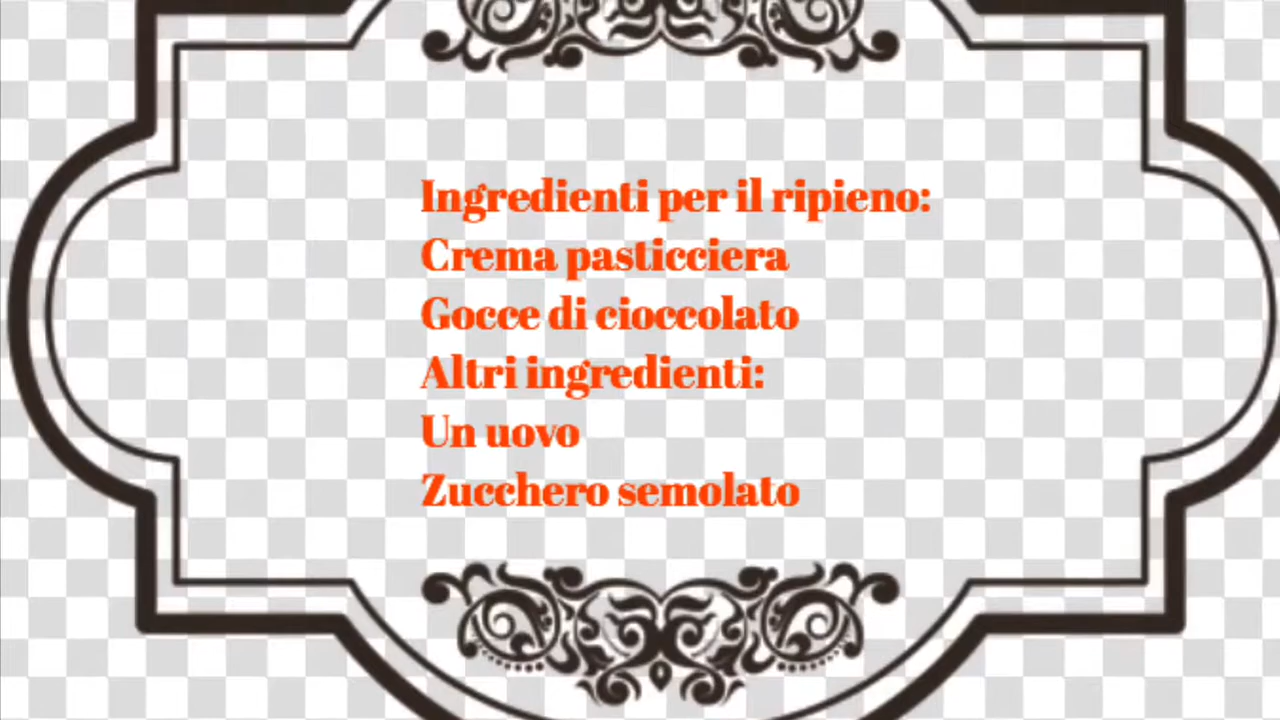 Ingredienti per il ripieno:
Crema pasticciera
Gocce di cioccolato
Altri ingredienti:
Un uovo
Zucchero semolato